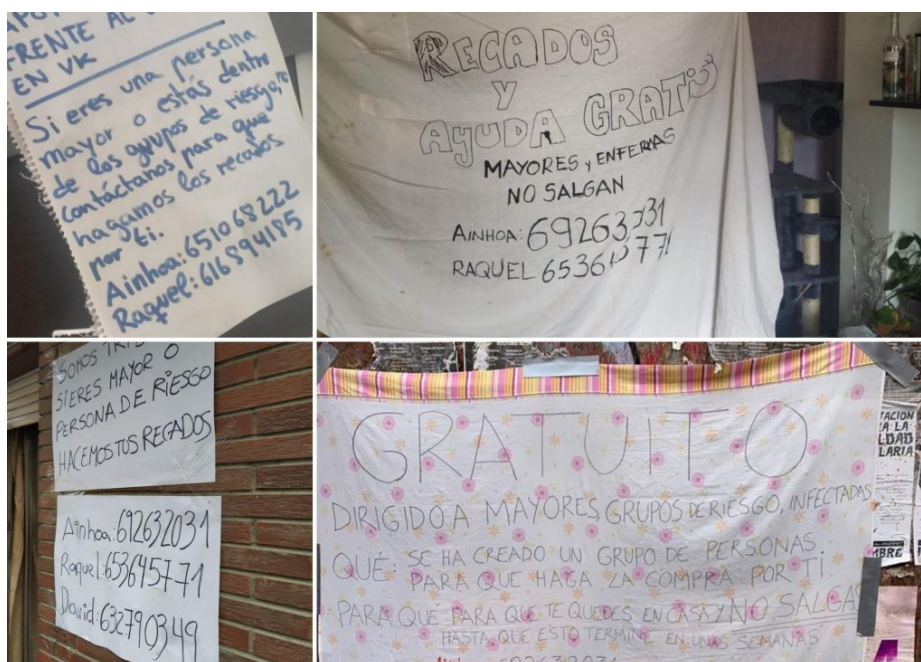 FRENTE AL
EN VK
Si eres una persona
mayor o estás dentro
de los grupos de riesgo,
contáctanos para que
hagamos los recados
por ti.
Ainhoa: 651068222
Raquel: 616894185
RECADOS
Y
AYUDA GRATIS
MAYORES Y ENFERMAS
NO SALGAN
AINHOA:
RAQUEL
SOMOS
SI ERES MAYOR O
PERSONA DE RIESGO
HACEMOS TUS RECADOS
Ainhoa: 692632031
Raquel: 653645771
David: 632790349
GRATUITO
DIRIGIDO A MAYORES, GRUPOS DE RIESGO, INFECTADAS
QUÉ: SE HA CREADO UN GRUPO DE PERSONAS
PARA QUE HAGA LA COMPRA POR TI
PARA QUÉ PARA QUE TE QUEDES EN CASA Y NO SALGAS
HASTA QUE ESTO TERMINE EN UNAS SEMANAS